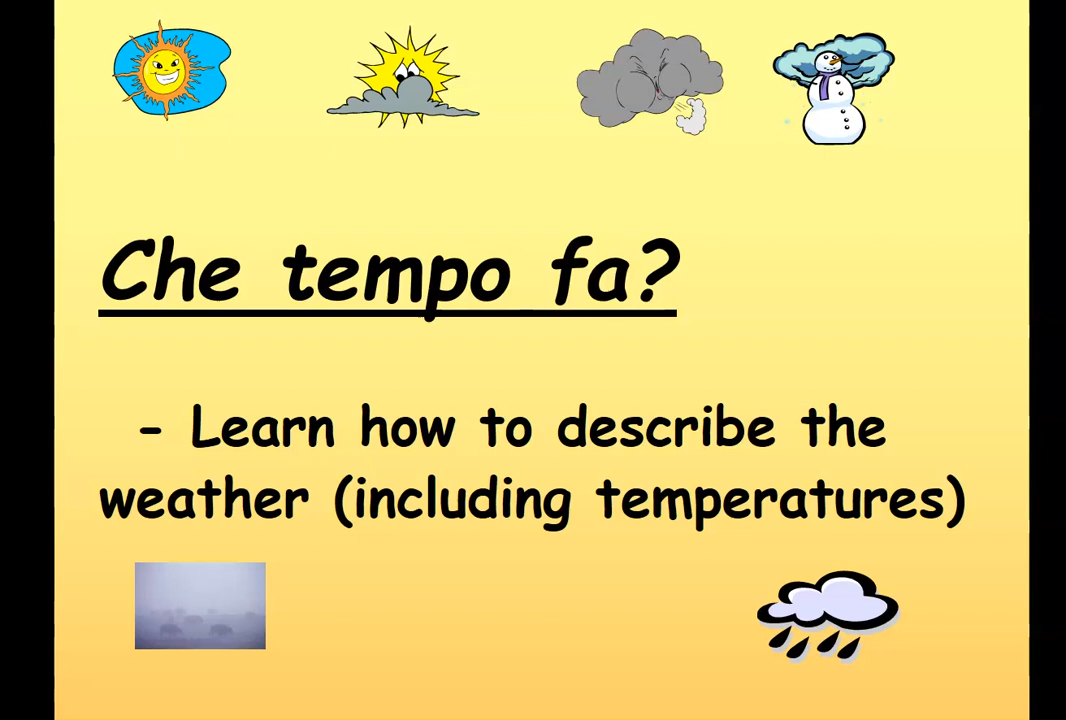 Che tempo fa?
- Learn how to describe the
weather (including temperatures)